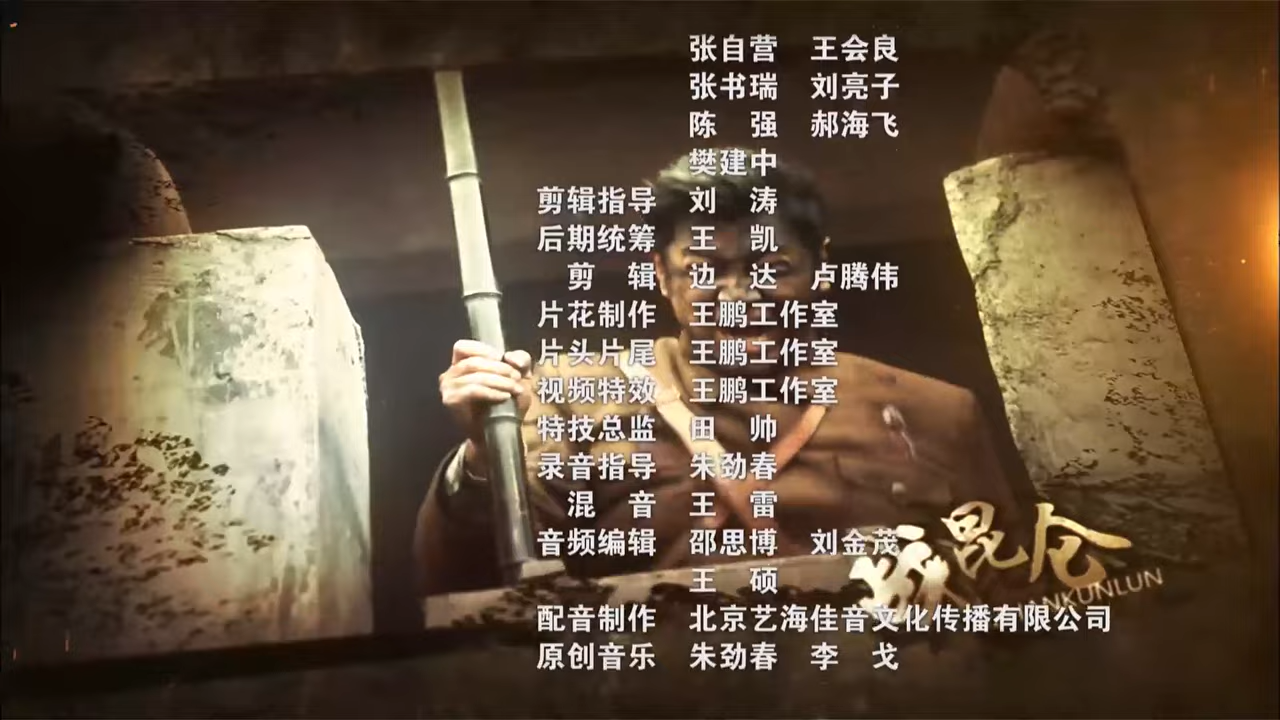 张自营 王会良
张书瑞 刘亮子
陈 强 郝海飞
樊建中
剪辑指导 刘 涛
后期统筹 王 凯
剪 辑 边 达 卢腾伟
片花制作 王鹏工作室
片头片尾 王鹏工作室
视频特效 王鹏工作室
特技总监 田 帅
录音指导 朱劲春
混 音 王 雷
音频编辑 邵思博 刘金茂
王 硕
配音制作 北京艺海佳音文化传播有限公司
原创音乐 朱劲春 李 戈
昆仑